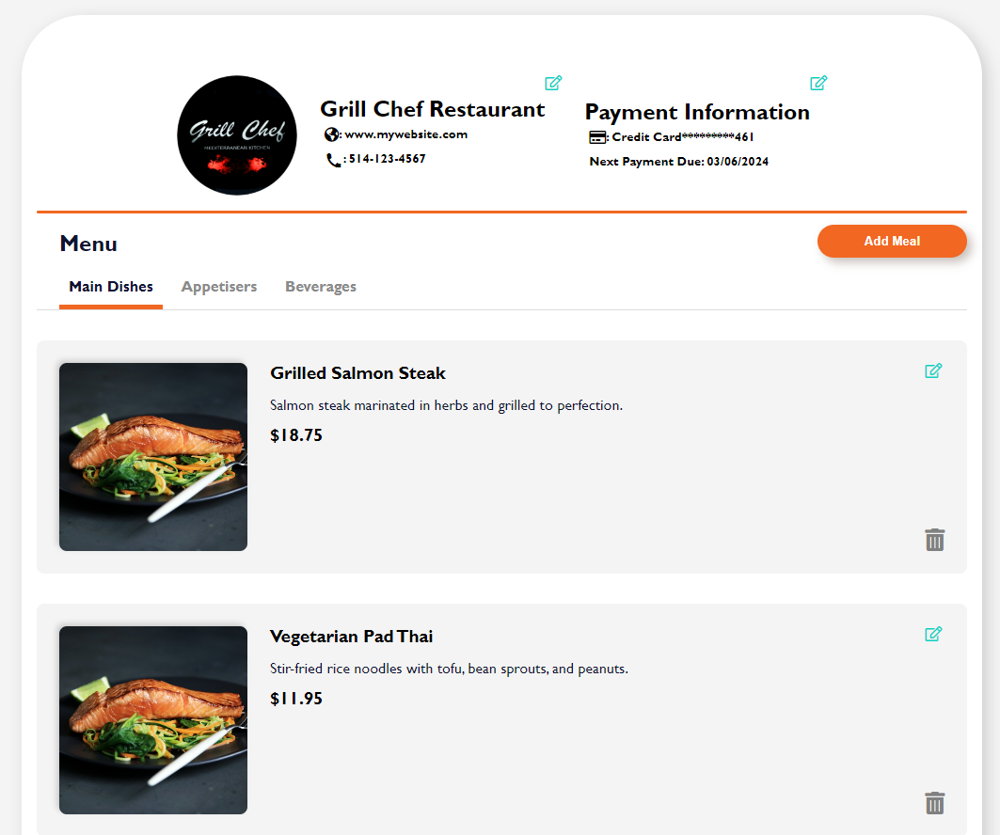 Grill Chef
MEDITERRANEAN KITCHEN
Grill Chef Restaurant
: www.mywebsite.com
: 514-123-4567
Payment Information
: Credit Card*********461
Next Payment Due: 03/06/2024
Menu
Add Meal
Main Dishes
Appetisers
Beverages
Grilled Salmon Steak
Salmon steak marinated in herbs and grilled to perfection.
$18.75
Vegetarian Pad Thai
Stir-fried rice noodles with tofu, bean sprouts, and peanuts.
$11.95